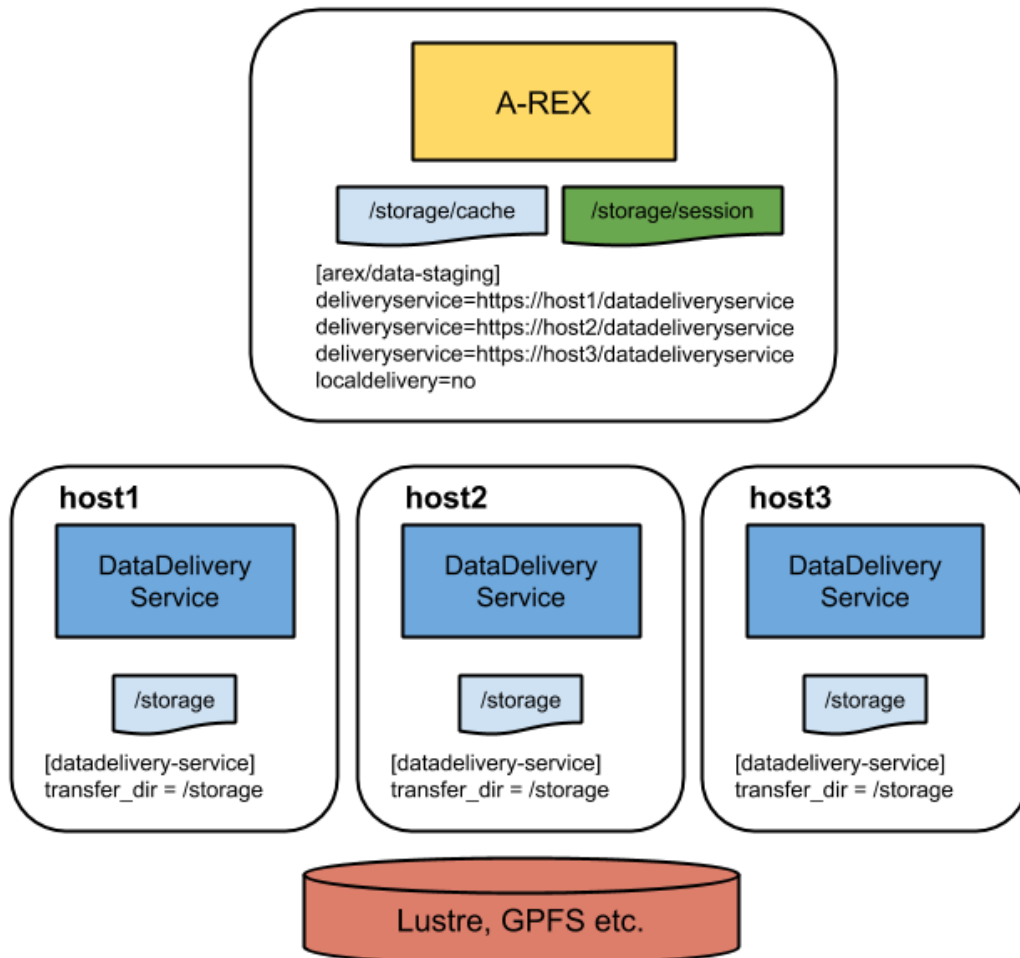 A-REX
/storage/cache
/storage/session
[arex/data-staging]
deliveryservice=https://host1/datadeliveryservice
deliveryservice=https://host2/datadeliveryservice
deliveryservice=https://host3/datadeliveryservice
localdelivery=no
host1
DataDelivery
Service
/storage
[datadelivery-service]
transfer_dir = /storage
host2
DataDelivery
Service
/storage
[datadelivery-service]
transfer_dir = /storage
host3
DataDelivery
Service
/storage
[datadelivery-service]
transfer_dir = /storage
Lustre, GPFS etc.